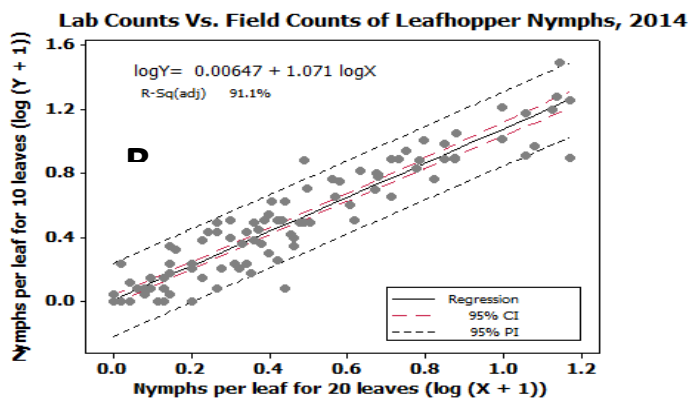 Lab Counts Vs. Field Counts of Leafhopper Nymphs, 2014
Nymphs per leaf for 10 leaves (log (Y + 1))
1.6
1.2
0.8
0.4
0.0
logY= 0.00647 + 1.071 logX
R-Sq(adj) 91.1%
D
Regression
95% CI
95% PI
0.0 0.2 0.4 0.6 0.8 1.0 1.2
Nymphs per leaf for 20 leaves (log (X + 1))